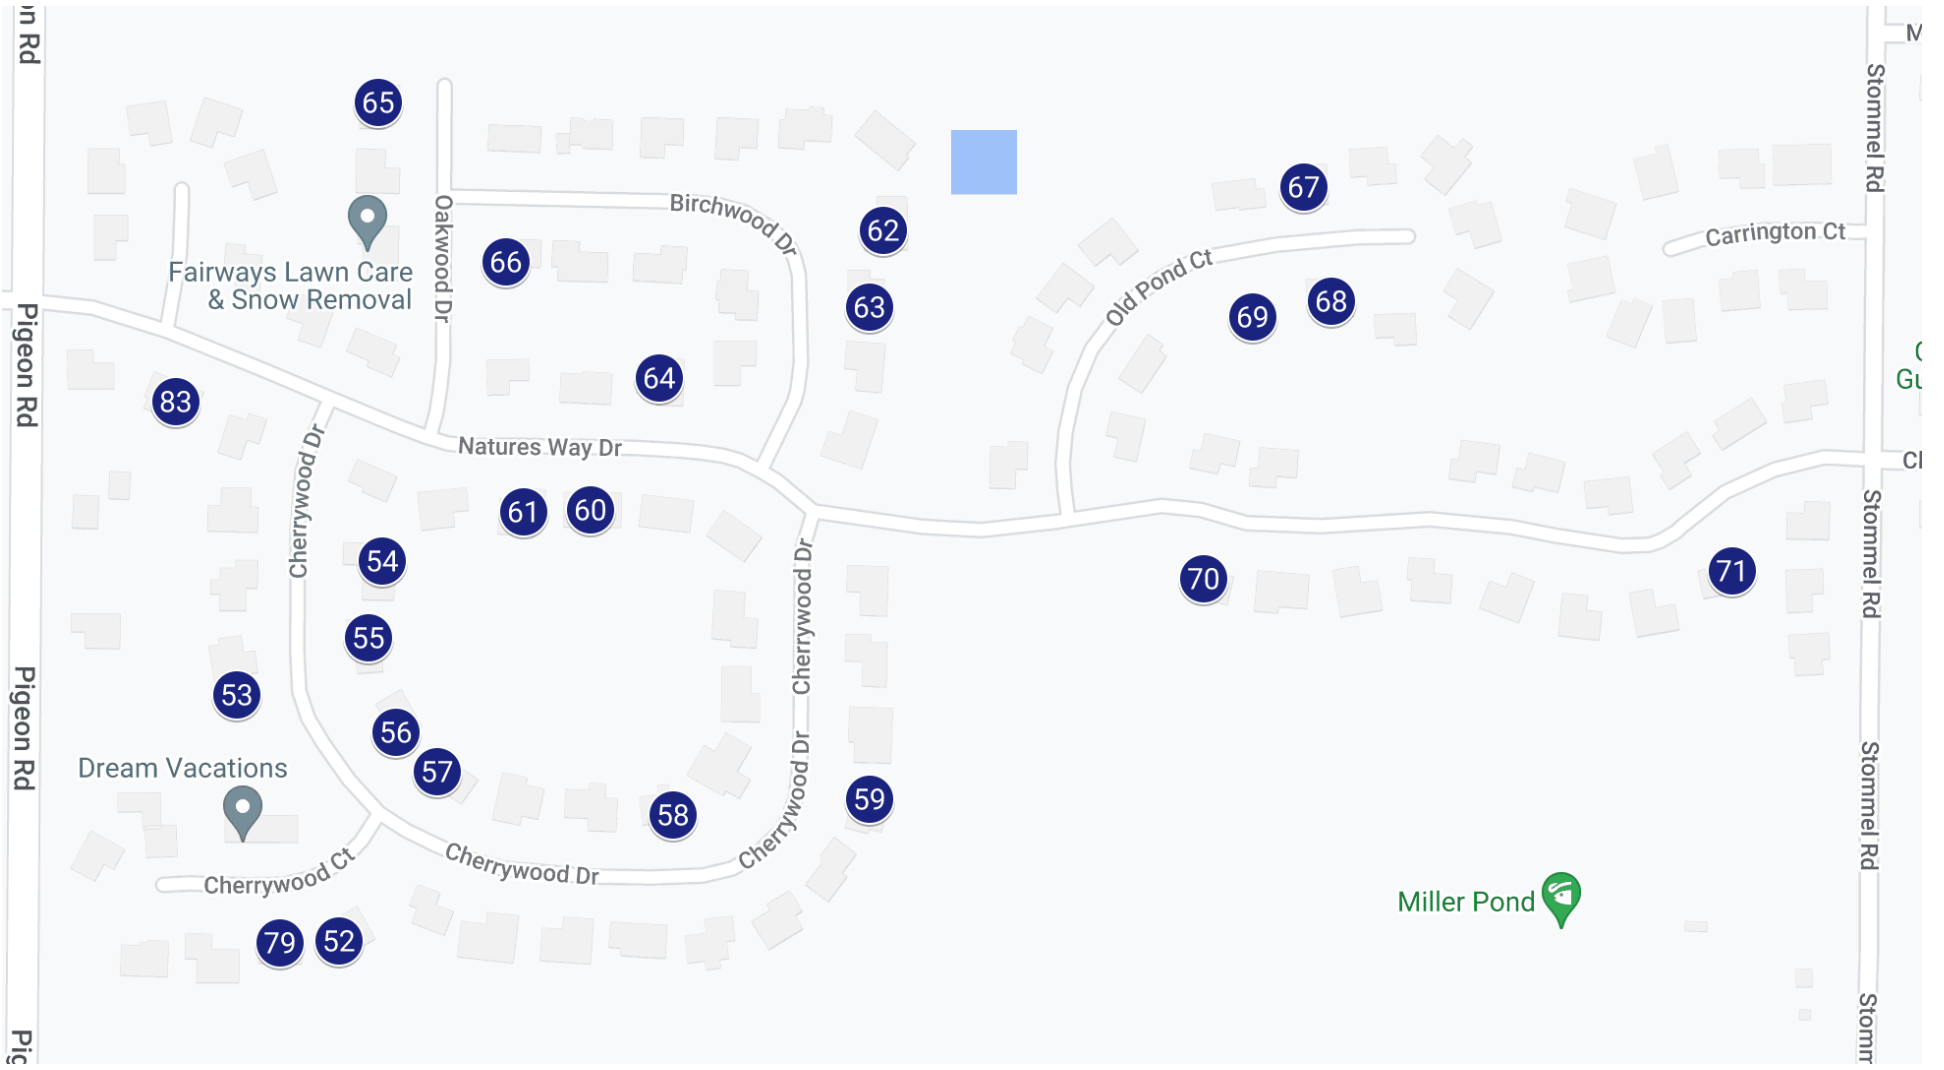 on Rd
M
65
Stommel Rd
67
Oakwood Dr
Birchwood Dr
62
Carrington Ct
66
Fairways Lawn Care
& Snow Removal
Old Pond Ct
63
68
69
Pigeon Rd
64
G
Gu
83
Cherrywood Dr
Natures Way Dr
Cl
61
60
Stommel Rd
54
Cherrywood Dr
70
71
55
53
Pigeon Rd
56
57
Dream Vacations
Cherrywood Dr
59
58
Stommel Rd
Cherrywood Ct
Cherrywood Dr
Miller Pond
79
52
Stomm
Pig